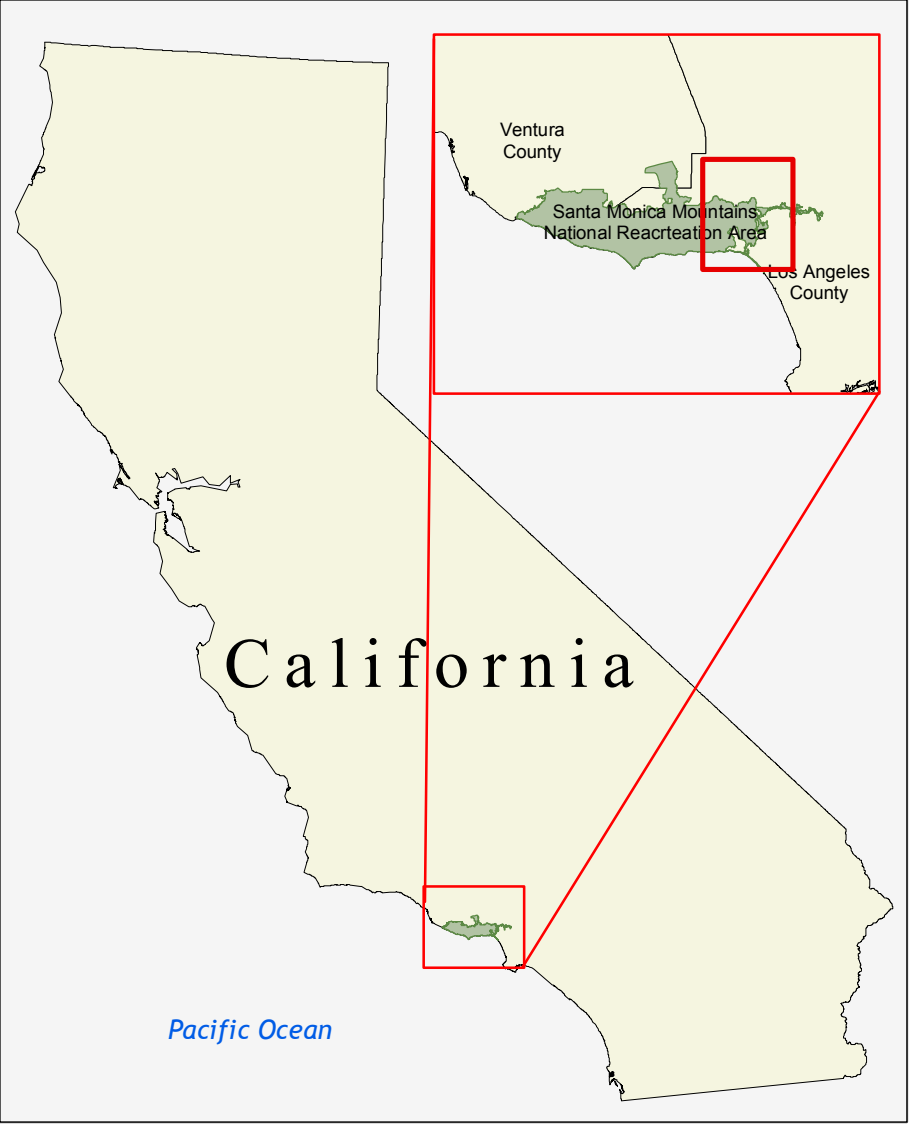 Ventura
County
Santa Monica Mountains
National Reacrteation Area
Los Angeles
County
California
Pacific Ocean